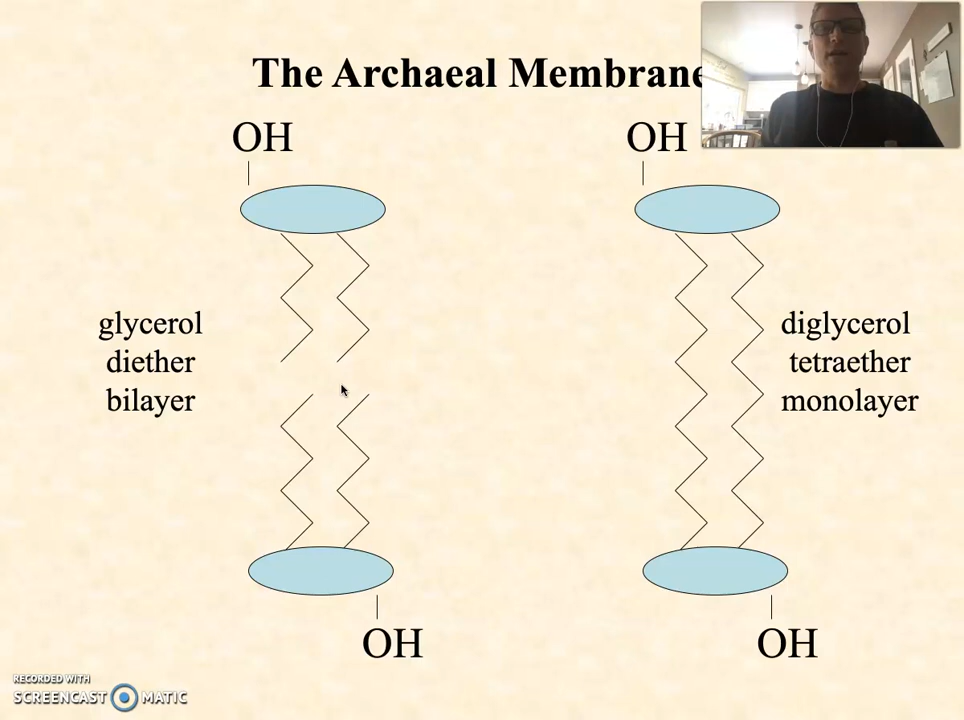 The Archaeal Membrane
OH
OH
glycerol
diether
bilayer
diglycerol
tetraether
monolayer
OH
OH
RECORDED WITH
SCREENCAST MATIC